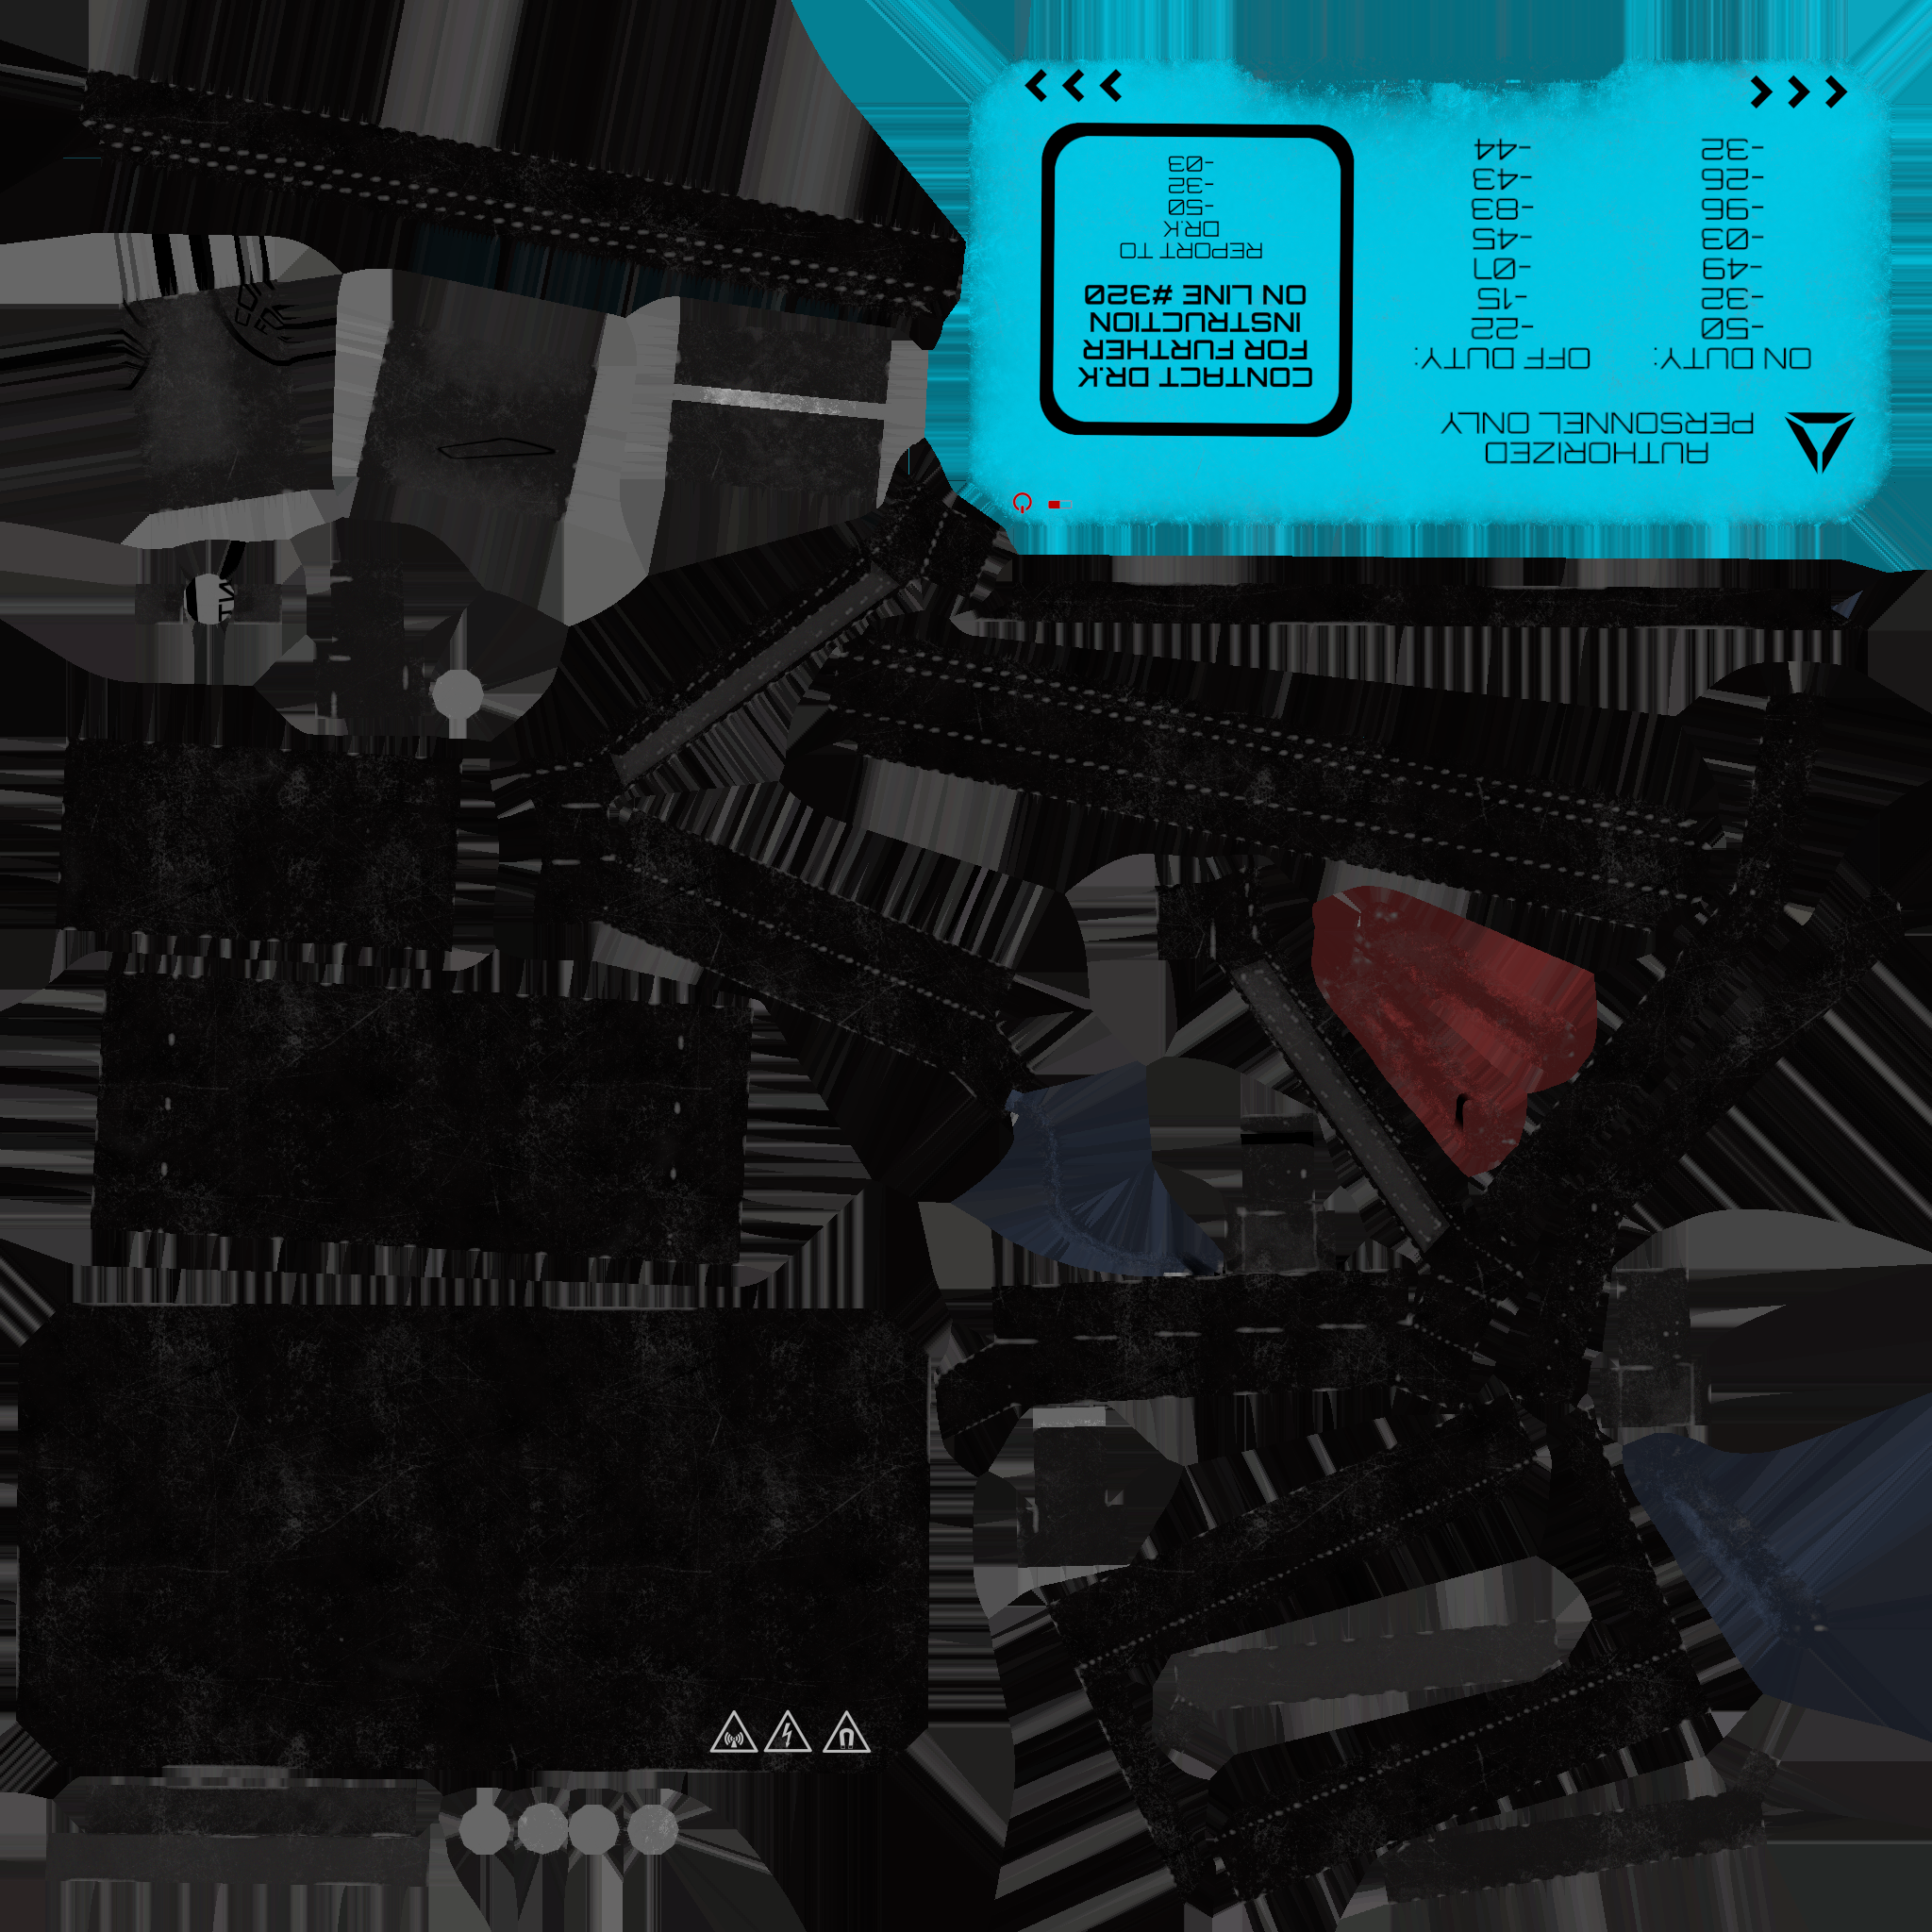 AUTHORIZED
PERSONNEL ONLY
ON DUTY:
-50
-32
-49
-03
-96
-26
-32
OFF DUTY:
-22
-15
-07
-45
-83
-43
-44
CONTACT DR.K
FOR FURTHER
INSTRUCTION
ON LINE #320
REPORT TO
DR.K
-50
-32
-03